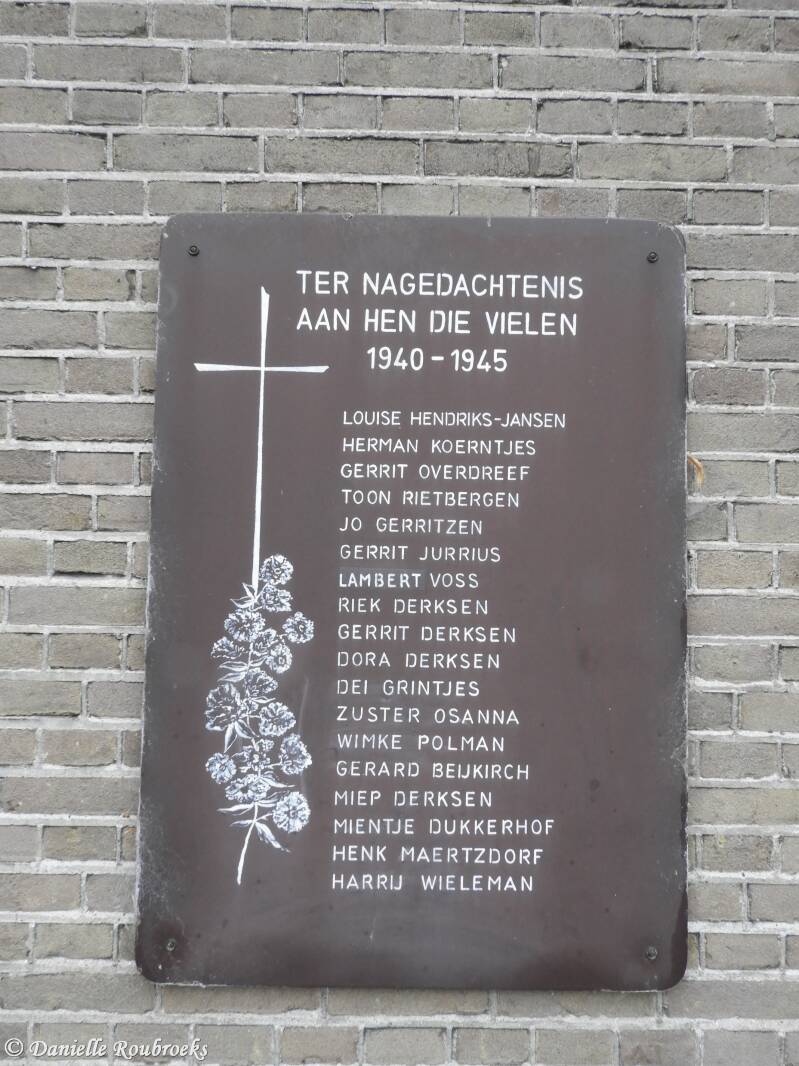 TER NAGEDACHTENIS
AAN HEN DIE VIELEN
1940-1945
LOUISE HENDRIKS-JANSEN
HERMAN KOERNTJES
GERRIT OVERDREEF
TOON RIETBERGEN
JO GERRITZEN
GERRIT JURRIUS
LAMBERT VOSS
RIEK DERKSEN
GERRIT DERKSEN
DORA DERKSEN
DEI GRINTJES
ZUSTER OSANNA
WIMKE POLMAN
GERARD BEIJKIRCH
MIEP DERKSEN
MIENTJE DUKKERHOF
HENK MAERTZDORF
HARRIJ WIELEMAN
© Danielle Roubroeks